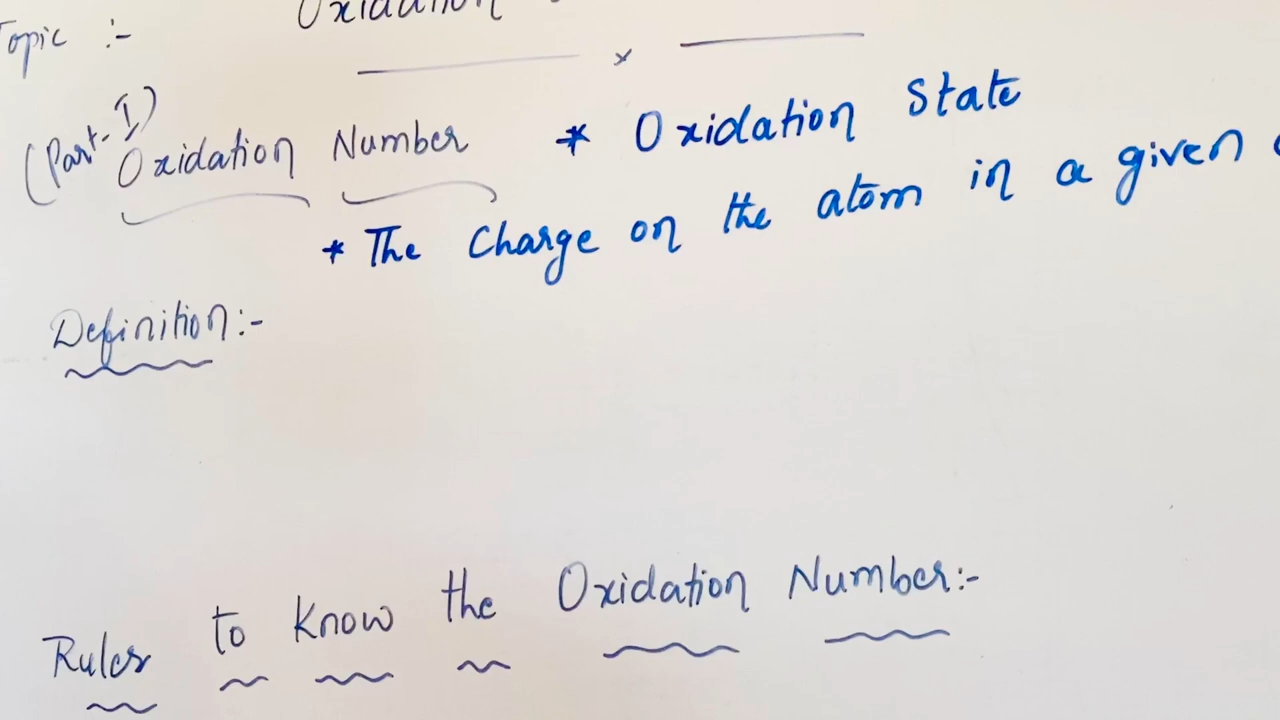 Topic :- Oxidation
(Part-I)
Oxidation Number * Oxidation State
* The Charge on the atom in a given
Definition:-
Rules to know the Oxidation Number:-